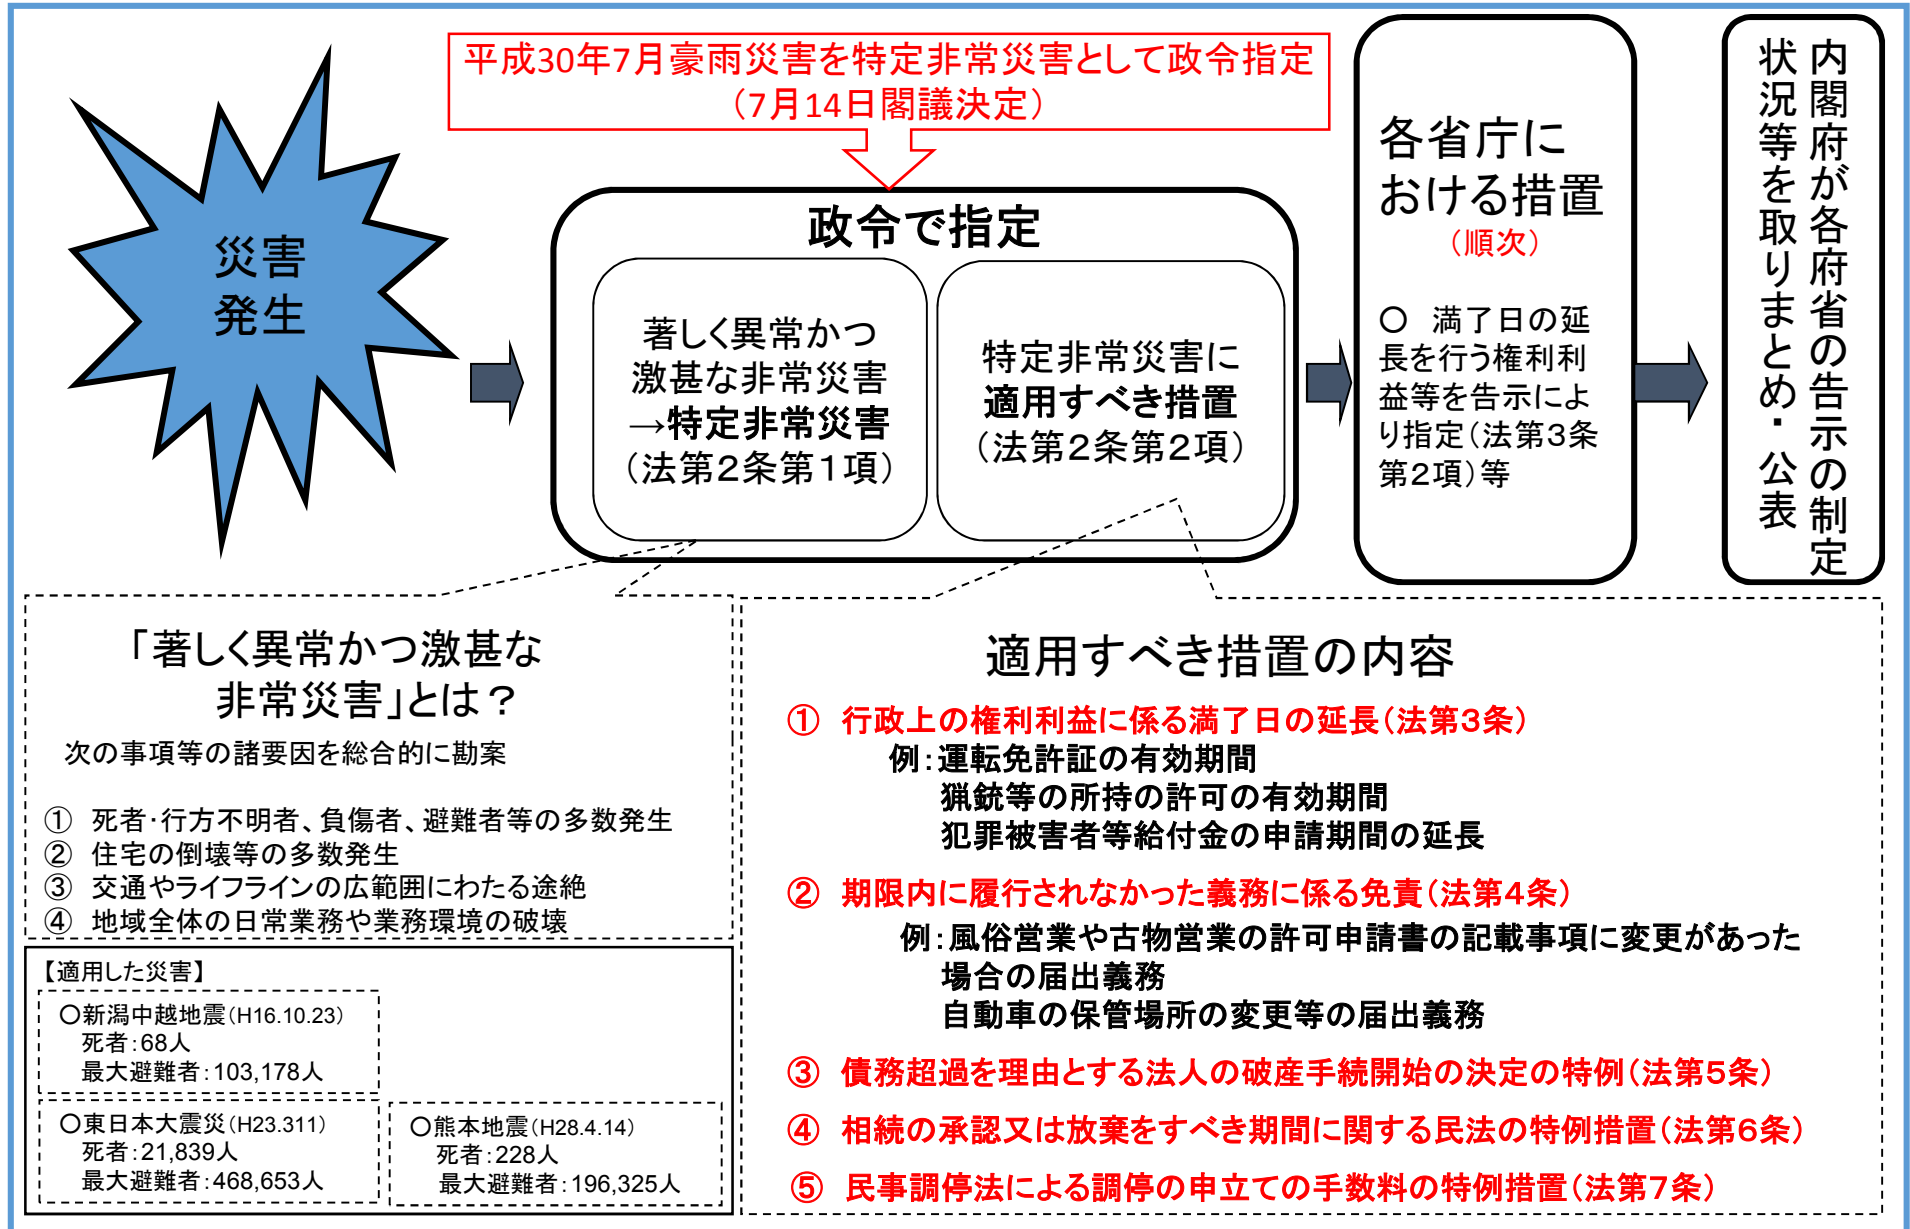 平成30年7月豪雨災害を特定非常災害として政令指定
（7月14日閣議決定）
災害
発生
政令で指定
著しく異常かつ
激甚な非常災害
→特定非常災害
（法第2条第1項）
特定非常災害に
適用すべき措置
（法第2条第2項）
各省庁に
おける措置
（順次）
○　満了日の延
長を行う権利利
益等を告示によ
り指定（法第3条
第2項）等
内閣府が各府省の告示の制定
状況等を取りまとめ・公表
「著しく異常かつ激甚な
非常災害」とは？
次の事項等の諸要因を総合的に勘案
①　死者・行方不明者、負傷者、避難者等の多数発生
②　住宅の倒壊等の多数発生
③　交通やライフラインの広範囲にわたる途絶
④　地域全体の日常業務や業務環境の破壊
【適用した災害】
○新潟中越地震（H16.10.23）
死者：68人
最大避難者：103,178人
○東日本大震災（H23.311）
死者：21,839人
最大避難者：468,653人
○熊本地震（H28.4.14）
死者：228人
最大避難者：196,325人
適用すべき措置の内容
①　行政上の権利利益に係る満了日の延長（法第3条）
例：運転免許証の有効期間
猟銃等の所持の許可の有効期間
犯罪被害者等給付金の申請期間の延長
②　期限内に履行されなかった義務に係る免責（法第4条）
例：風俗営業や古物営業の許可申請書の記載事項に変更があった
場合の届出義務
自動車の保管場所の変更等の届出義務
③　債務超過を理由とする法人の破産手続開始の決定の特例（法第5条）
④　相続の承認又は放棄をすべき期間に関する民法の特例措置（法第6条）
⑤　民事調停法による調停の申立ての手数料の特例措置（法第7条）